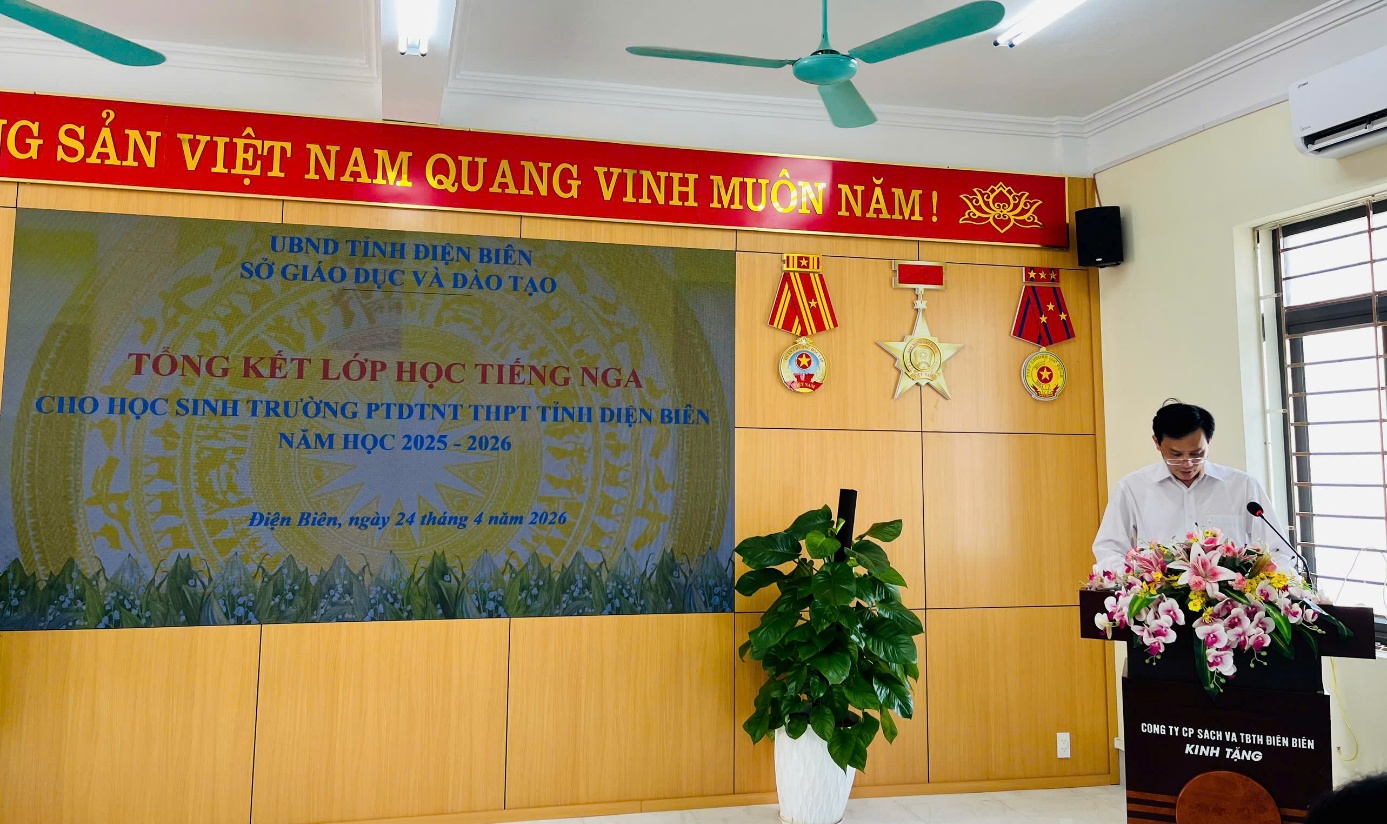 NG SẢN VIỆT NAM QUANG VINH MUÔN NĂM !
UBND TỈNH ĐIỆN BIÊN
SỞ GIÁO DỤC VÀ ĐÀO TẠO
TỔNG KẾT LỚP HỌC TIẾNG NGA
CHO HỌC SINH TRƯỜNG PTDTNT THPT TỈNH ĐIỆN BIÊN
NĂM HỌC 2025 - 2026
Điện Biên, ngày 24 tháng 4 năm 2026
VIỆT NAM
CÔNG TY CP SÁCH VÀ TBTH ĐIỆN BIÊN
KÍNH TẶNG